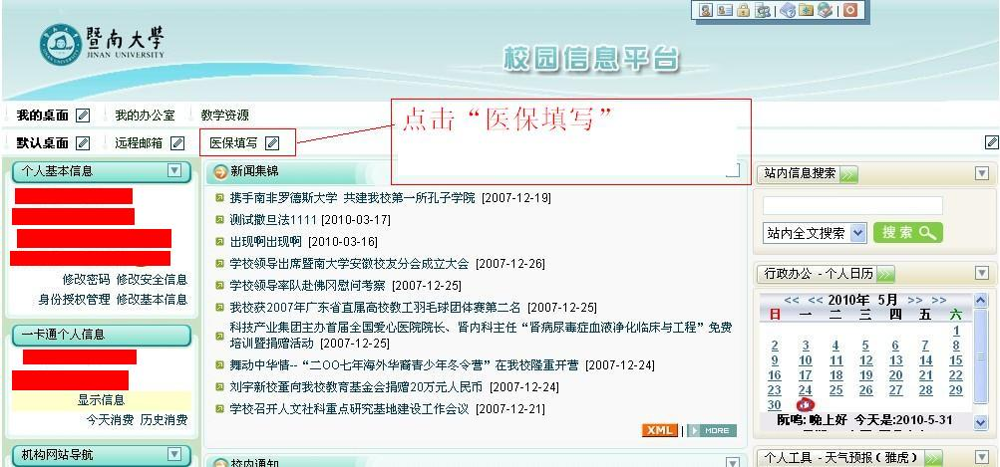 暨南大學
JINAN UNIVERSITY
校园信息平台
我的桌面 我的办公室 教学资源
默认桌面 远程邮箱 医保填写
点击“医保填写”
个人基本信息
修改密码 修改安全信息
身份授权管理 修改基本信息
一卡通个人信息
显示信息
今天消费 历史消费
机构网站导航
新闻集锦
携手南非罗德斯大学 共建我校第一所孔子学院 [2007-12-19]
测试撒旦法1111 [2010-03-17]
出现啊出现啊 [2010-03-16]
学校领导出席暨南大学安徽校友分会成立大会 [2007-12-26]
学校领导率队赴佛冈慰问考察 [2007-12-25]
我校获2007年广东省直属高校教工羽毛球团体赛第二名 [2007-12-25]
科技产业集团主办首届全国爱心医院院长、肾内科主任“肾病尿毒症血液净化临床与工程”免费
培训暨捐赠活动 [2007-12-25]
舞动中华情--“二OO七年海外华裔青少年冬令营”在我校隆重开营 [2007-12-24]
刘宇新校董向我校教育基金会捐赠20万元人民币 [2007-12-24]
学校召开人文社科重点研究基地建设工作会议 [2007-12-21]
XML | MORE
校内通知
站内信息搜索
站内全文搜索 搜索
行政办公 - 个人日历
<< << 2010年 5月 >> >>
日 一 二 三 四 五 六
1
2 3 4 5 6 7 8
9 10 11 12 13 14 15
16 17 18 19 20 21 22
23 24 25 26 27 28 29
30
阮鸣: 晚上好 今天是:2010-5-31
个人工具 - 天气预报（雅虎）